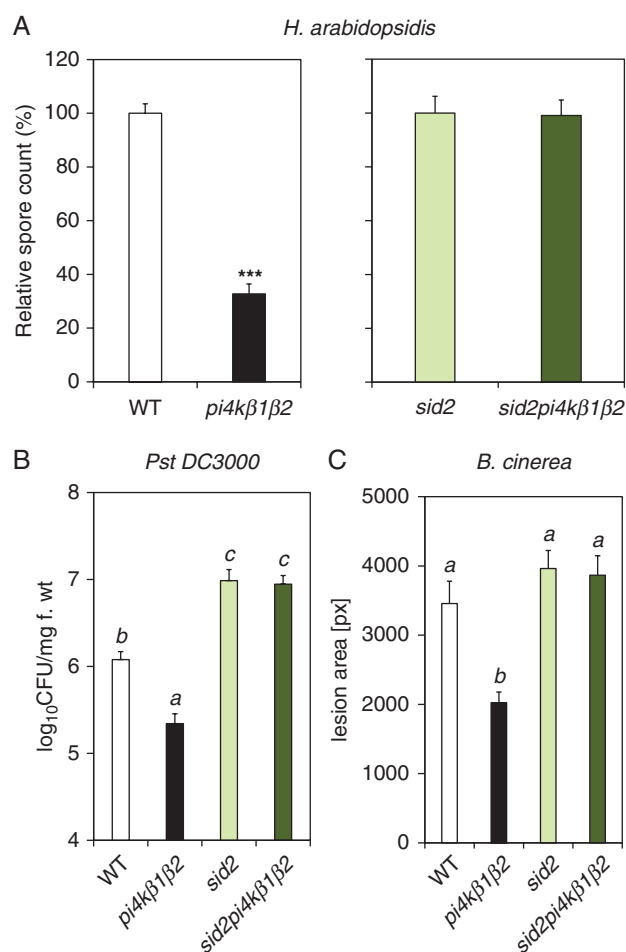 A
H. arabidopsidis
Relative spore count (%)
120
100
80
60
40
20
0
***
WT
pi4kβ1β2
sid2
sid2pi4kβ1β2
B
Pst DC3000
log₁₀CFU/mg f. wt
8
7
6
5
4
b
a
c
c
WT
pi4kβ1β2
sid2
sid2pi4kβ1β2
C
B. cinerea
lesion area [px]
5000
4000
3000
2000
1000
0
a
b
a
a
WT
pi4kβ1β2
sid2
sid2pi4kβ1β2